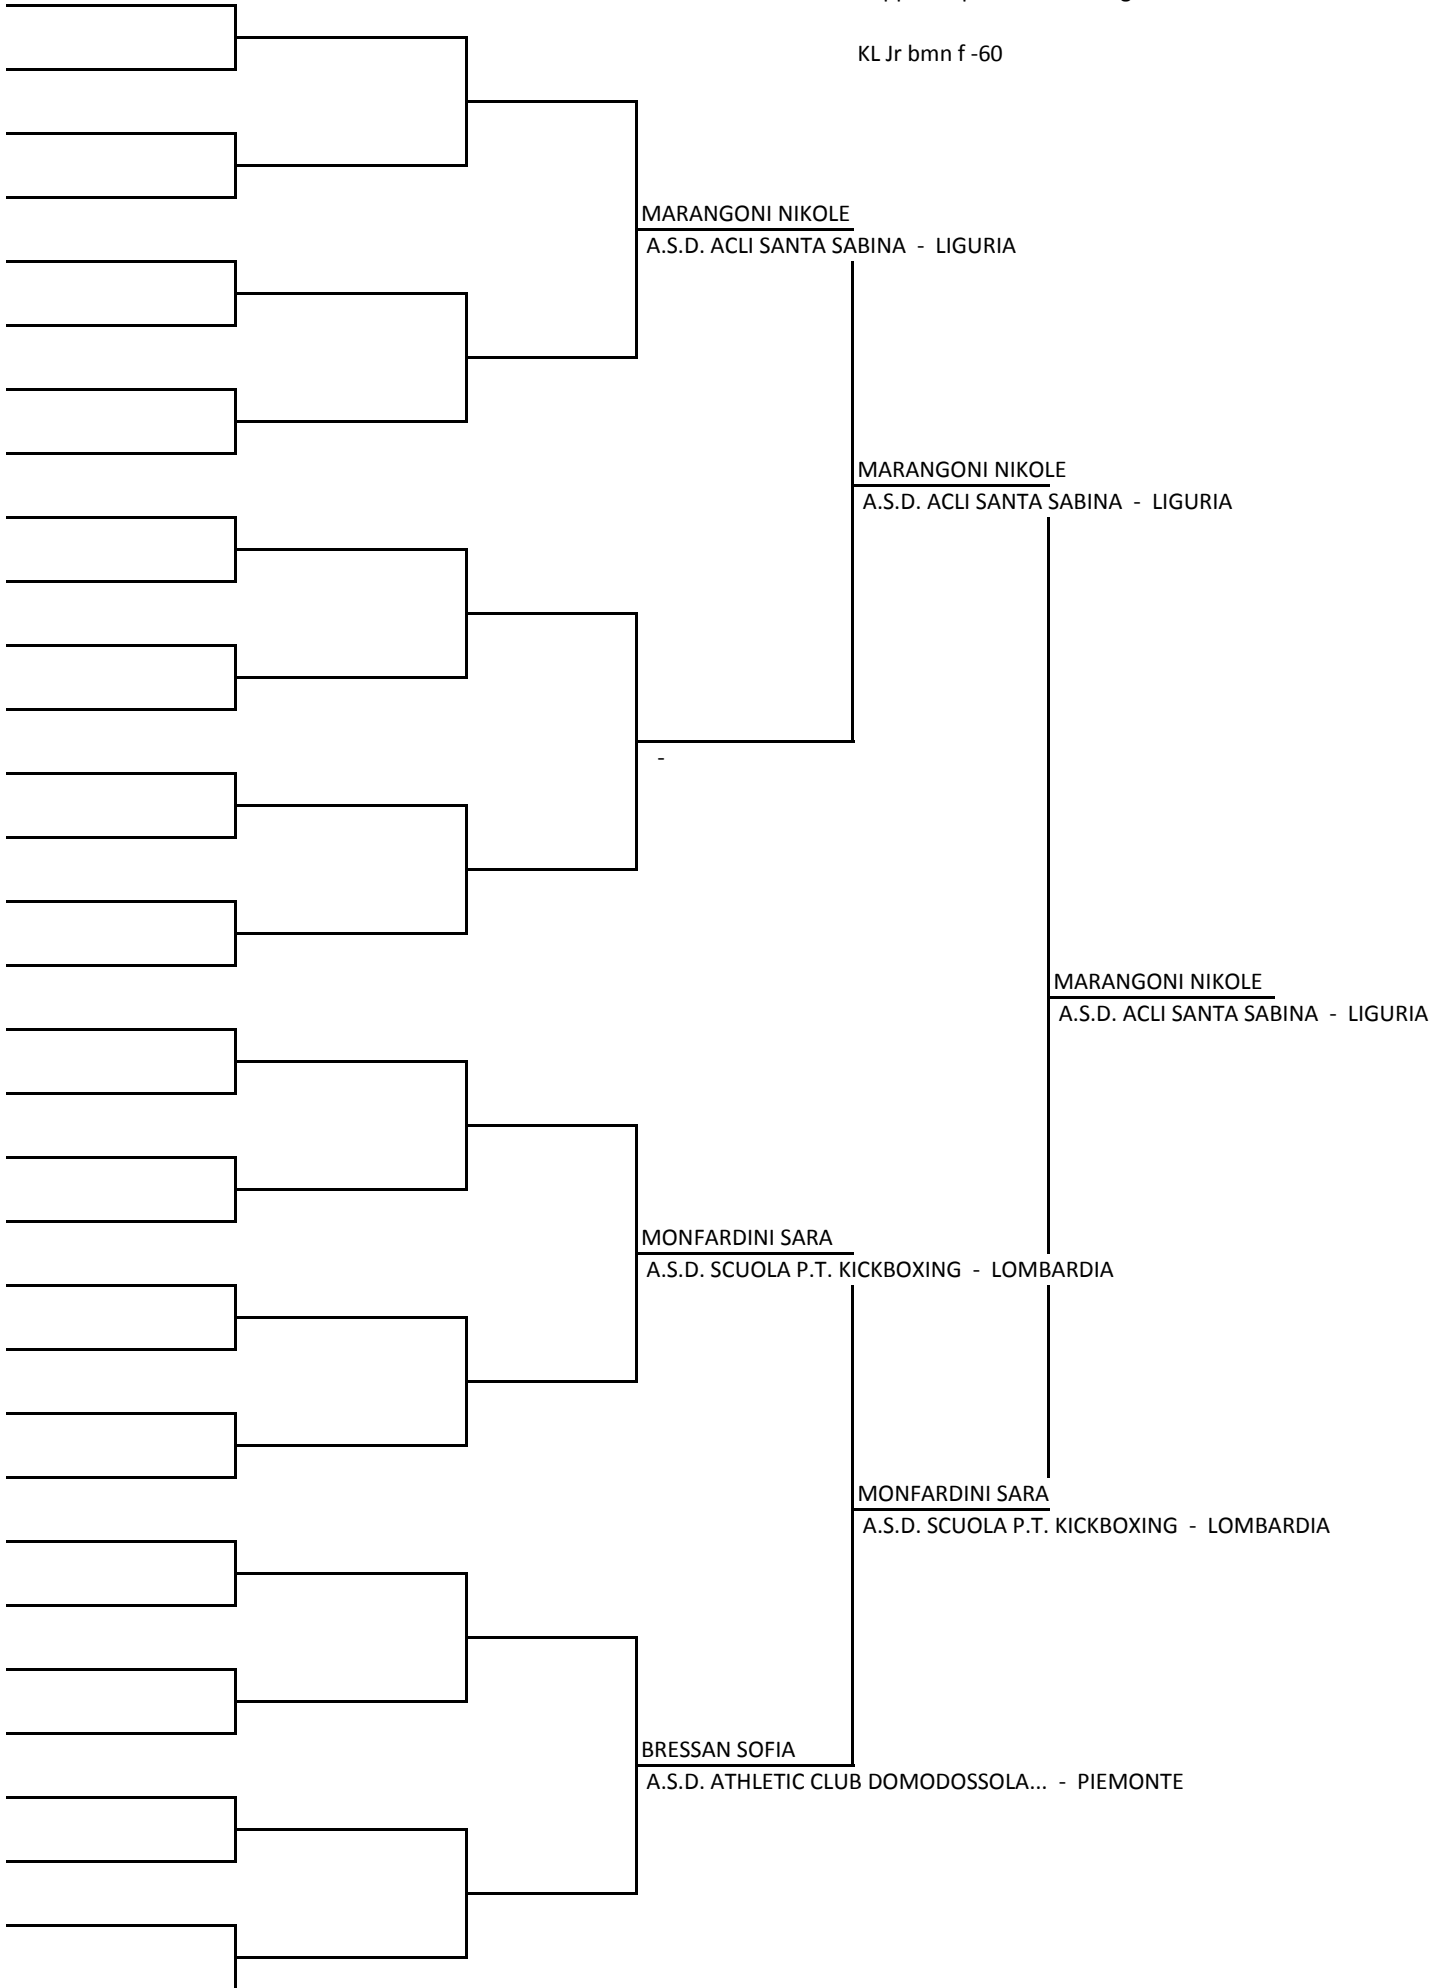 KL Jr bmn f -60
MARANGONI NIKOLE
A.S.D. ACLI SANTA SABINA - LIGURIA
MARANGONI NIKOLE
A.S.D. ACLI SANTA SABINA - LIGURIA
-
MARANGONI NIKOLE
A.S.D. ACLI SANTA SABINA - LIGURIA
MONFARDINI SARA
A.S.D. SCUOLA P.T. KICKBOXING - LOMBARDIA
MONFARDINI SARA
A.S.D. SCUOLA P.T. KICKBOXING - LOMBARDIA
BRESSAN SOFIA
A.S.D. ATHLETIC CLUB DOMODOSSOLA... - PIEMONTE